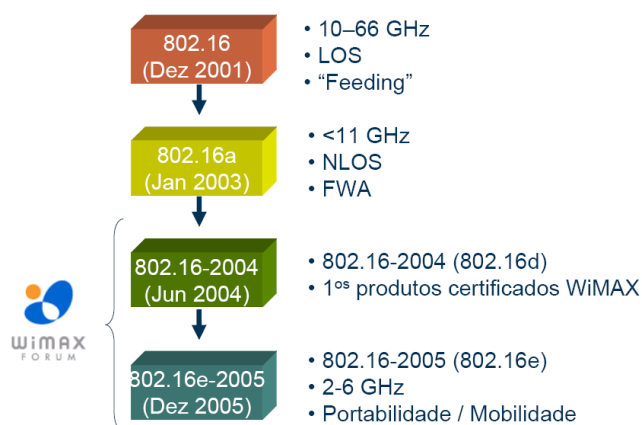 802.16
(Dez 2001)
• 10–66 GHz
• LOS
• “Feeding”
802.16a
(Jan 2003)
• <11 GHz
• NLOS
• FWA
802.16-2004
(Jun 2004)
• 802.16-2004 (802.16d)
• 1ºs produtos certificados WiMAX
WiMAX
FORUM
802.16e-2005
(Dez 2005)
• 802.16-2005 (802.16e)
• 2-6 GHz
• Portabilidade / Mobilidade